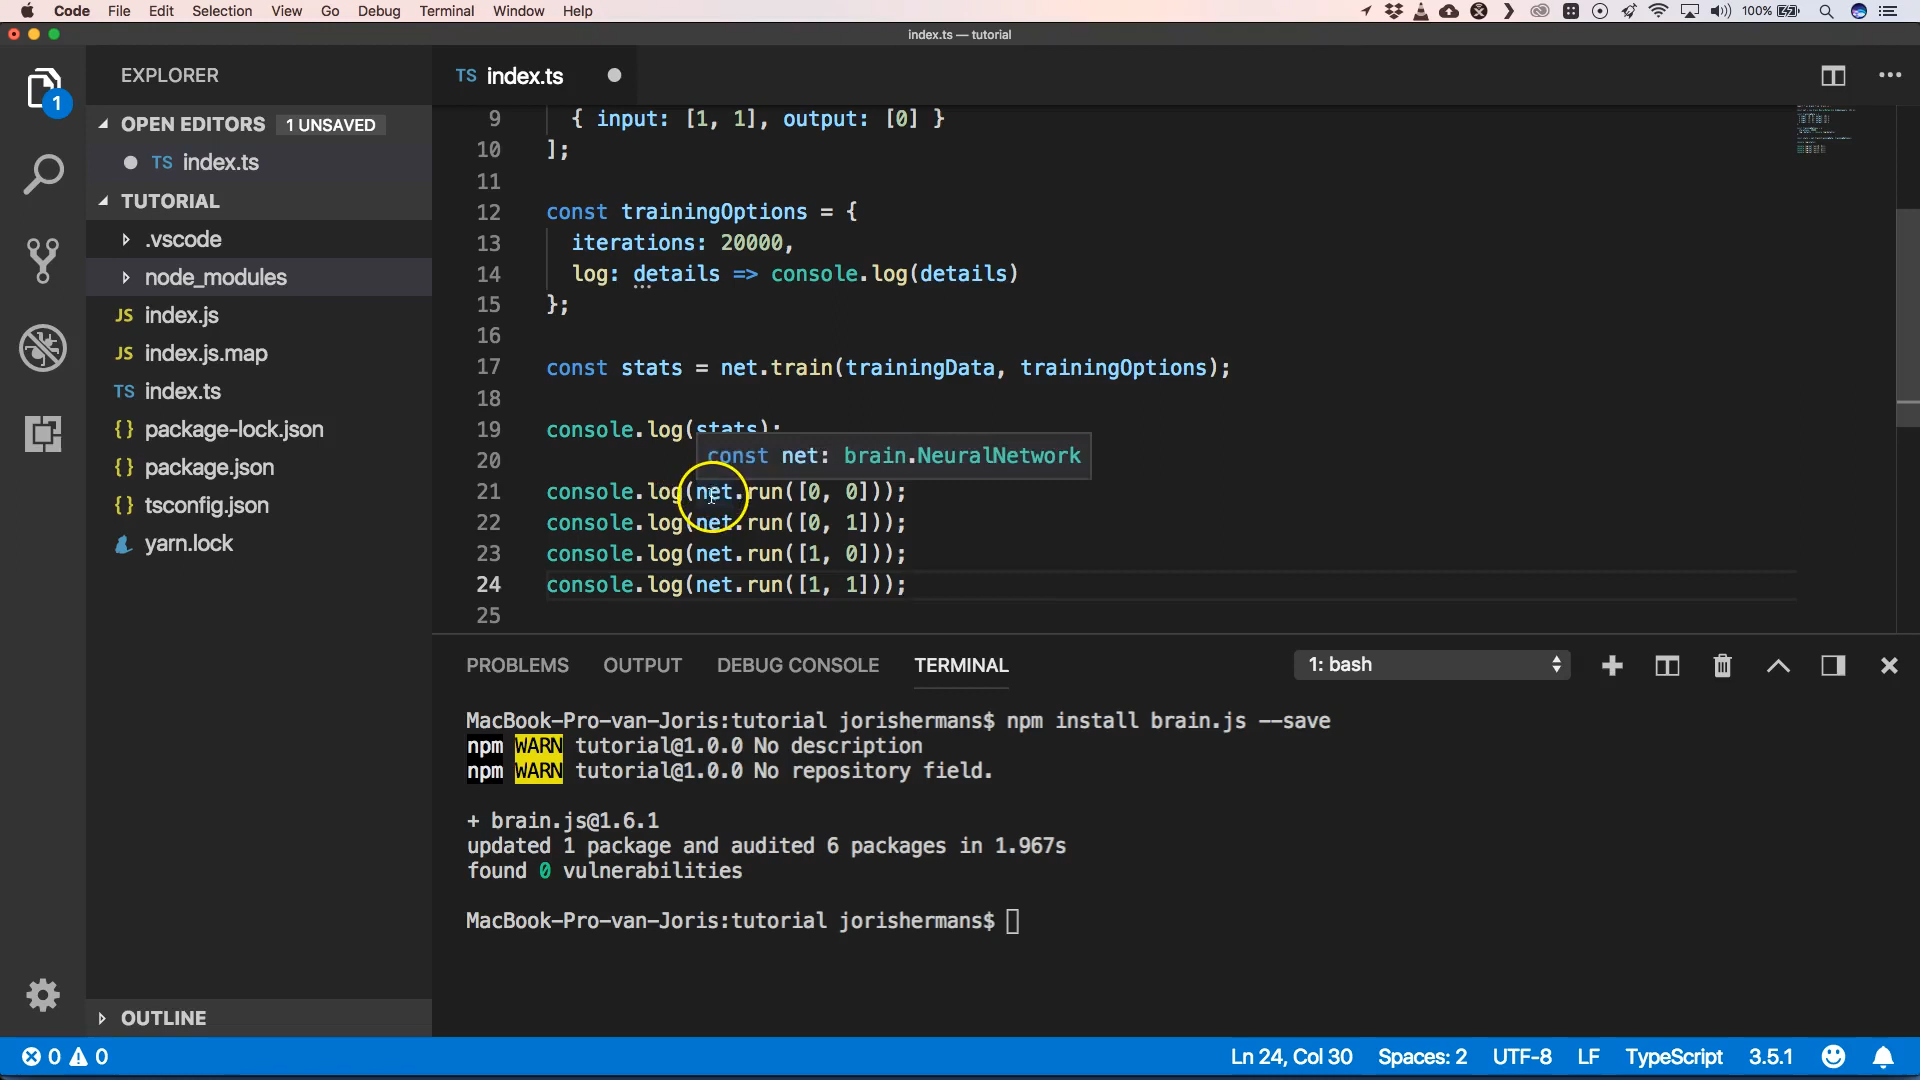 Code File Edit Selection View Go Debug Terminal Window Help 100%
index.ts — tutorial
EXPLORER
TS index.ts
1
OPEN EDITORS 1 UNSAVED
TS index.ts
TUTORIAL
.vscode
node_modules
JS index.js
JS index.js.map
TS index.ts
{} package-lock.json
{} package.json
{} tsconfig.json
yarn.lock
OUTLINE
9 { input: [1, 1], output: [0] }
10 ];
11
12 const trainingOptions = {
13 iterations: 20000,
14 log: details => console.log(details)
15 };
16
17 const stats = net.train(trainingData, trainingOptions);
18
19 console.log(stats);
const net: brain.NeuralNetwork
20
21 console.log(net.run([0, 0]));
22 console.log(net.run([0, 1]));
23 console.log(net.run([1, 0]));
24 console.log(net.run([1, 1]));
25
PROBLEMS OUTPUT DEBUG CONSOLE TERMINAL 1: bash
MacBook-Pro-van-Joris:tutorial jorishermans$ npm install brain.js --save
npm WARN tutorial@1.0.0 No description
npm WARN tutorial@1.0.0 No repository field.
+ brain.js@1.6.1
updated 1 package and audited 6 packages in 1.967s
found 0 vulnerabilities
MacBook-Pro-van-Joris:tutorial jorishermans$
0 0 Ln 24, Col 30 Spaces: 2 UTF-8 LF TypeScript 3.5.1